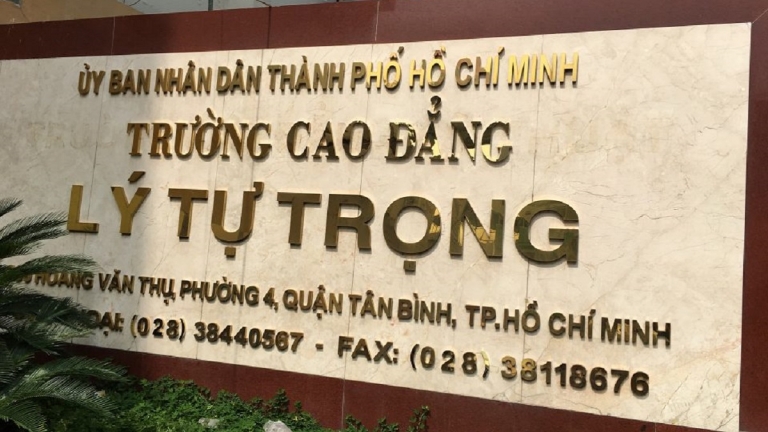 ỦY BAN NHÂN DÂN THÀNH PHỐ HỒ CHÍ MINH
TRƯỜNG CAO ĐẲNG
LÝ TỰ TRỌNG
HOÀNG VĂN THỤ, PHƯỜNG 4, QUẬN TÂN BÌNH, TP.HỒ CHÍ MINH
(028) 38440567 - FAX: (028) 38118676